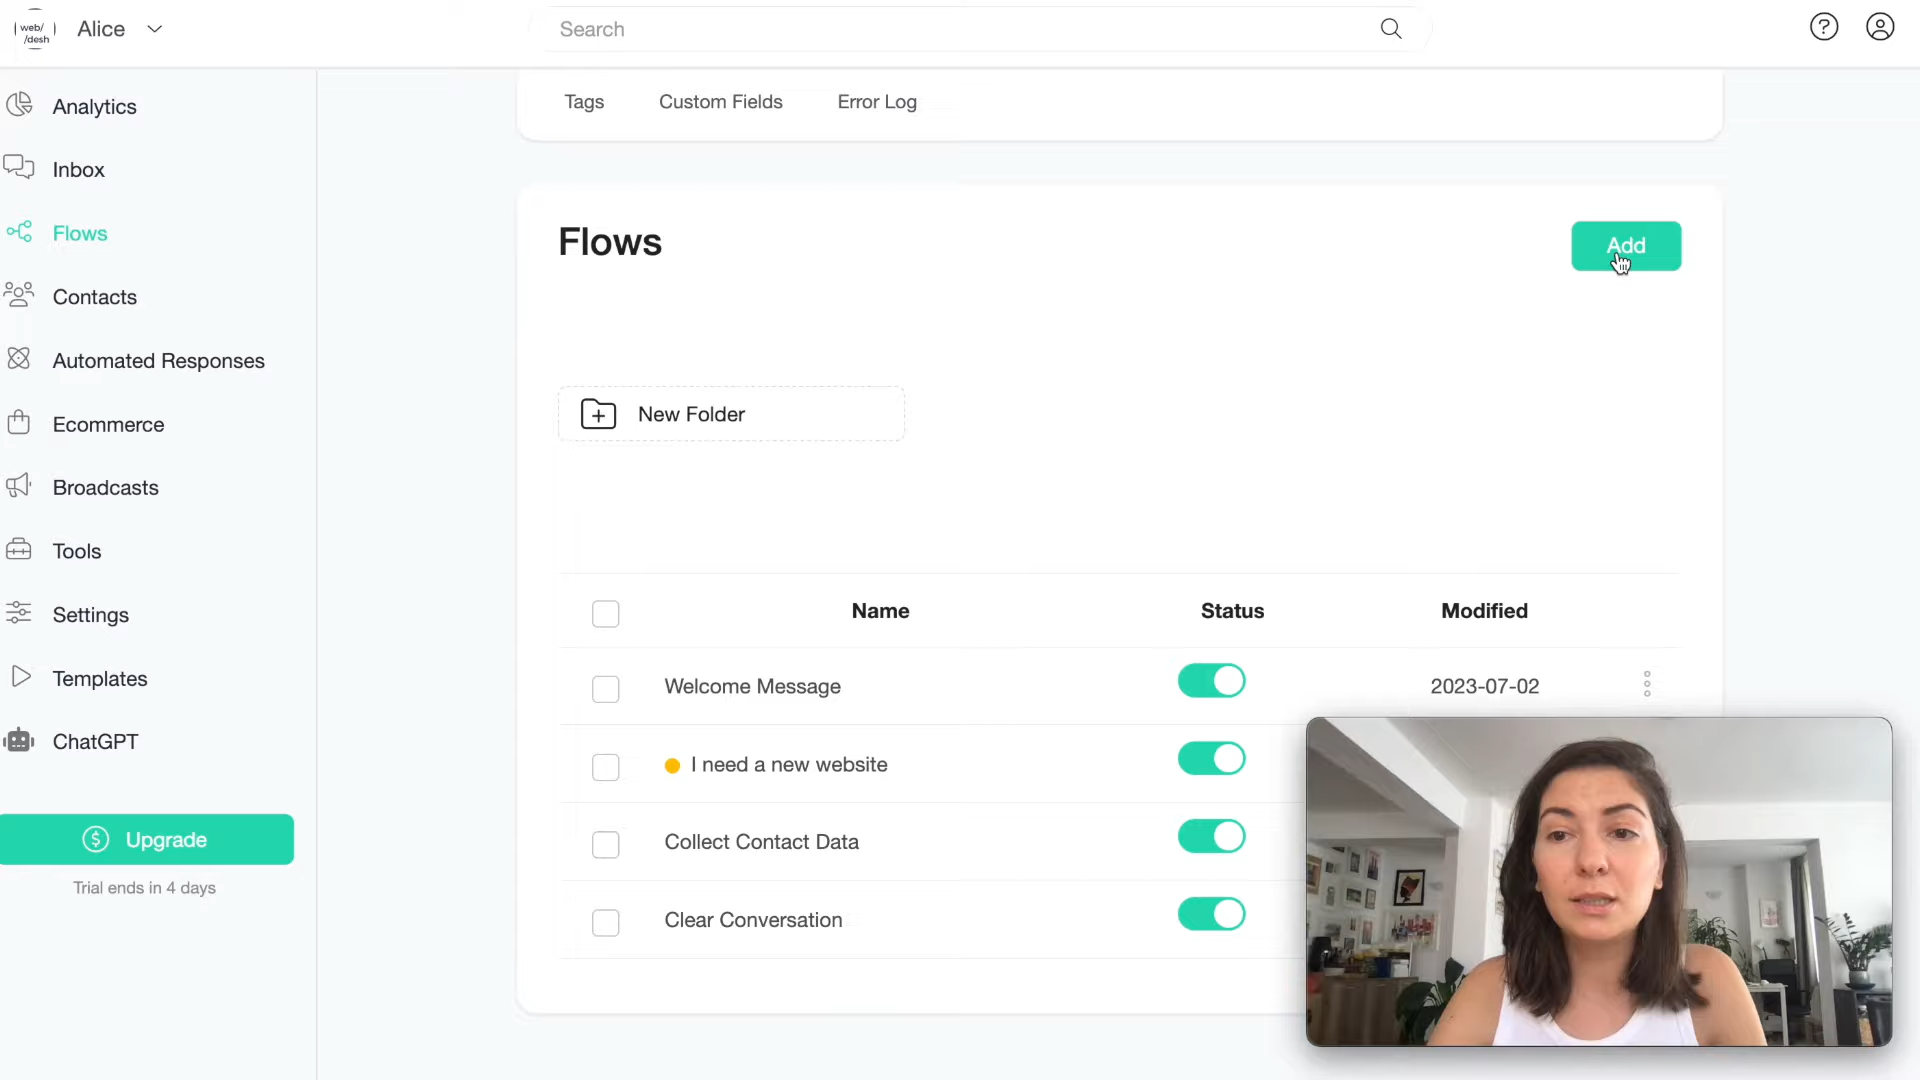 web/
/desh
Alice
Search
Analytics
Inbox
Flows
Contacts
Automated Responses
Ecommerce
Broadcasts
Tools
Settings
Templates
ChatGPT
Upgrade
Trial ends in 4 days
Tags Custom Fields Error Log
Flows
Add
New Folder
Name Status Modified
Welcome Message 2023-07-02
I need a new website
Collect Contact Data
Clear Conversation